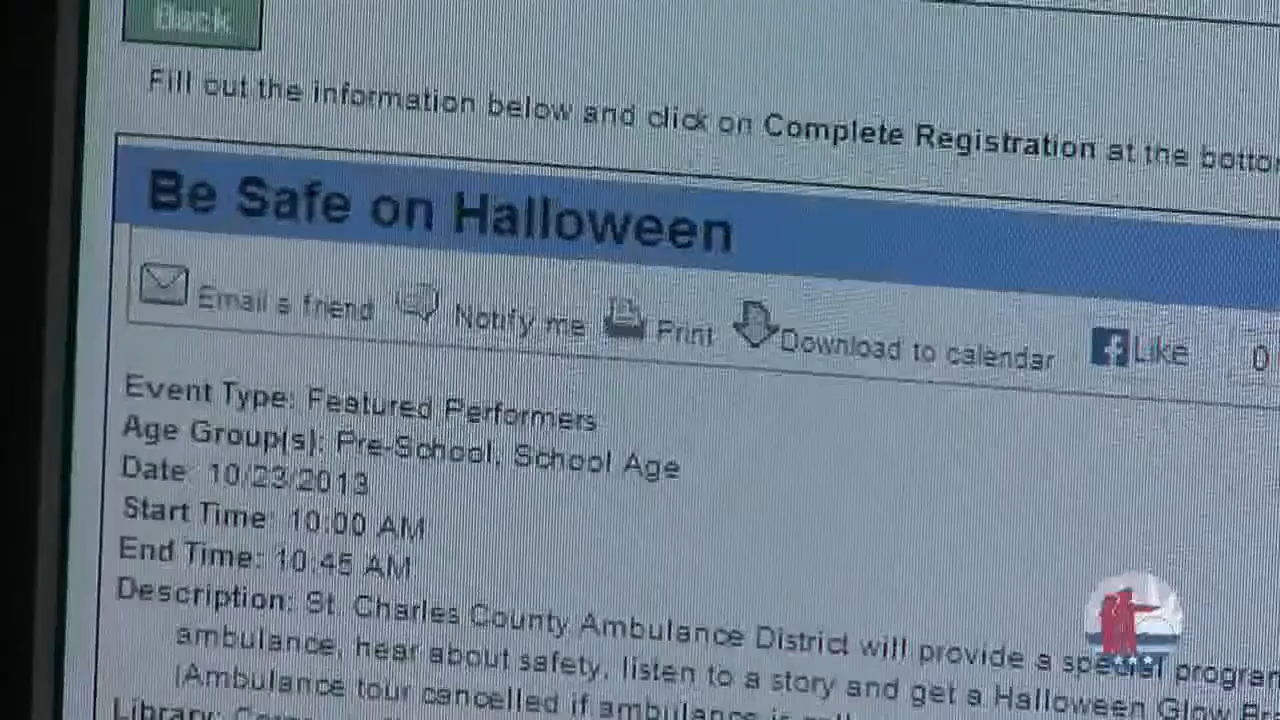 Back
Fill out the information below and click on Complete Registration at the
Be Safe on Halloween
Email a friend Notify me Print Download to calendar Like 0
Event Type: Featured Performers
Age Group(s): Pre-School, School Age
Date: 10/23/2013
Start Time: 10:00 AM
End Time: 10:45 AM
Description: St. Charles County Ambulance District will provide a special
ambulance, hear about safety, listen to a story and get a Halloween Glow
(Ambulance tour cancelled if ambulance is
Library: